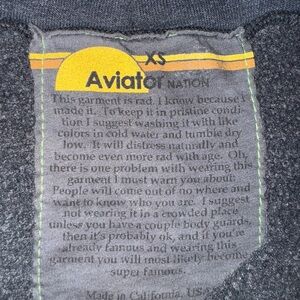 XS
Aviator NATION
This garment is rad. I know because I
made it. To keep it in pristine condi-
tion I suggest washing it with like
colors in cold water and tumble dry
low. It will distress naturally and
become even more rad with age. Oh,
there is one problem with wearing this
garment I must warn you about.
People will come out of no where and
want to know who you are. I suggest
not wearing it in a crowded place
unless you have a couple body guards,
then it's probably ok, and if you're
already famous and wearing this
garment you will most likely become
super famous.
Made in California, USA